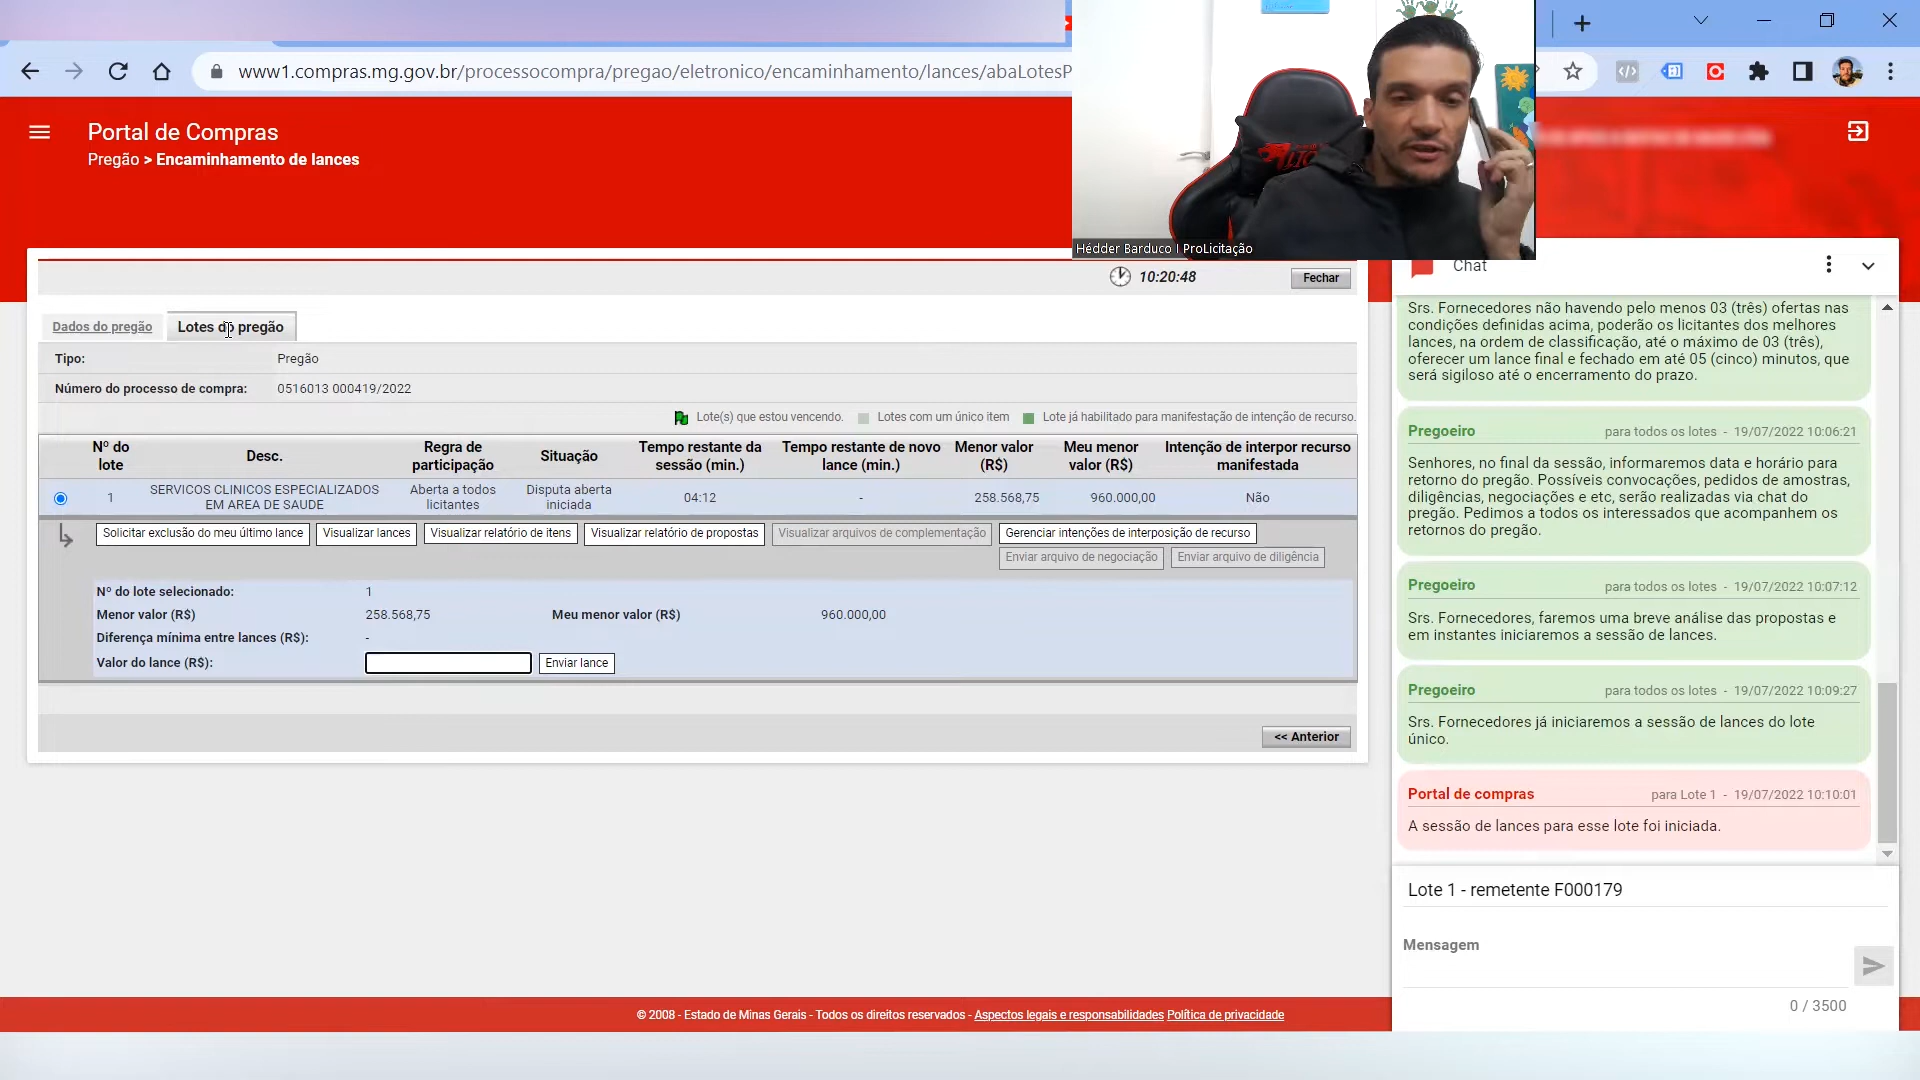 www1.compras.mg.gov.br/processocompra/pregao/eletronico/encaminhamento/lances/abaLotesP
Portal de Compras
Pregão > Encaminhamento de lances
Hédder Barduco | ProLicitação
10:20:48
Fechar
Dados do pregão
Lotes do pregão
Tipo: Pregão
Número do processo de compra: 0516013 000419/2022
Lote(s) que estou vencendo. Lotes com um único item Lote já habilitado para manifestação de intenção de recurso.
Nº do lote Desc. Regra de participação Situação Tempo restante da sessão (min.) Tempo restante de novo lance (min.) Menor valor (R$) Meu menor valor (R$) Intenção de interpor recurso manifestada
1 SERVICOS CLINICOS ESPECIALIZADOS EM AREA DE SAUDE Aberta a todos licitantes Disputa aberta iniciada 04:12 - 258.568,75 960.000,00 Não
Solicitar exclusão do meu último lance Visualizar lances Visualizar relatório de itens Visualizar relatório de propostas Visualizar arquivos de complementação Gerenciar intenções de interposição de recurso
Enviar arquivo de negociação Enviar arquivo de diligência
Nº do lote selecionado: 1
Menor valor (R$) 258.568,75 Meu menor valor (R$) 960.000,00
Diferença mínima entre lances (R$): -
Valor do lance (R$): Enviar lance
<< Anterior
Chat
Srs. Fornecedores não havendo pelo menos 03 (três) ofertas nas
condições definidas acima, poderão os licitantes dos melhores
lances, na ordem de classificação, até o máximo de 03 (três),
oferecer um lance final e fechado em até 05 (cinco) minutos, que
será sigiloso até o encerramento do prazo.
Pregoeiro para todos os lotes - 19/07/2022 10:06:21
Senhores, no final da sessão, informaremos data e horário para
retorno do pregão. Possíveis convocações, pedidos de amostras,
diligências, negociações e etc, serão realizadas via chat do
pregão. Pedimos a todos os interessados que acompanhem os
retornos do pregão.
Pregoeiro para todos os lotes - 19/07/2022 10:07:12
Srs. Fornecedores, faremos uma breve análise das propostas e
em instantes iniciaremos a sessão de lances.
Pregoeiro para todos os lotes - 19/07/2022 10:09:27
Srs. Fornecedores já iniciaremos a sessão de lances do lote
único.
Portal de compras para Lote 1 - 19/07/2022 10:10:01
A sessão de lances para esse lote foi iniciada.
Lote 1 - remetente F000179
Mensagem
0 / 3500
© 2008 - Estado de Minas Gerais - Todos os direitos reservados - Aspectos legais e responsabilidades Política de privacidade